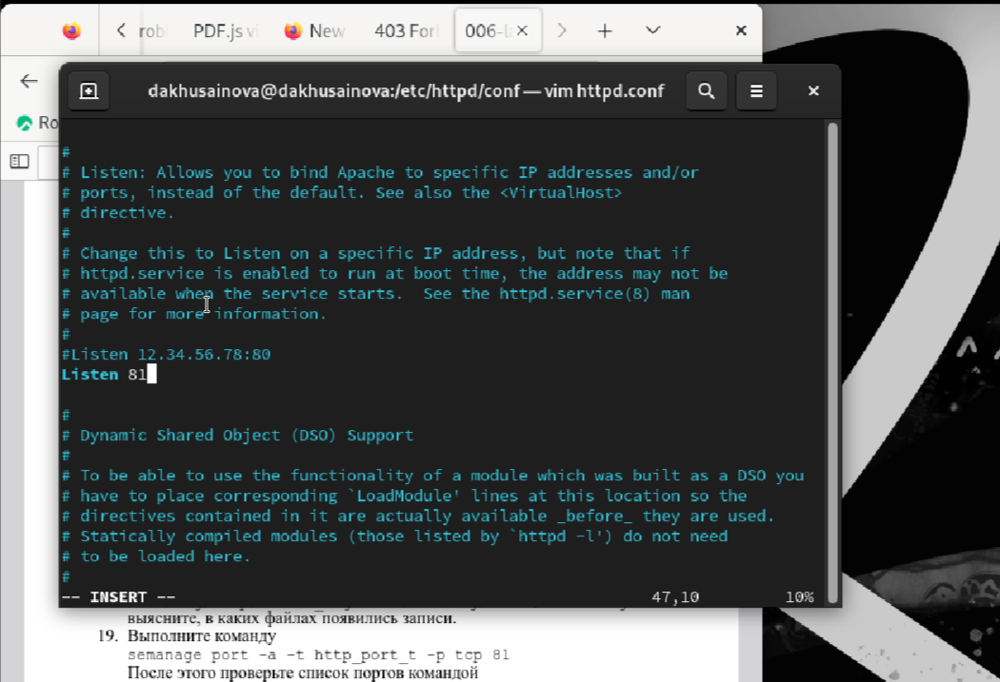 PDF.js
New
403
dakhusainova@dakhusainova:/etc/httpd/conf — vim httpd.conf
#
# Listen: Allows you to bind Apache to specific IP addresses and/or
# ports, instead of the default. See also the <VirtualHost>
# directive.
#
# Change this to Listen on a specific IP address, but note that if
# httpd.service is enabled to run at boot time, the address may not be
# available when the service starts.  See the httpd.service(8) man
# page for more information.
#
#Listen 12.34.56.78:80
Listen 81
#
# Dynamic Shared Object (DSO) Support
#
# To be able to use the functionality of a module which was built as a DSO you
# have to place corresponding `LoadModule' lines at this location so the
# directives contained in it are actually available _before_ they are used.
# Statically compiled modules (those listed by `httpd -l') do not need
# to be loaded here.
#
-- INSERT -- 47,10 10%
выясните, в каких файлах появились записи.
19. Выполните команду
semanage port -a -t http_port_t -p tcp 81
После этого проверьте список портов командой